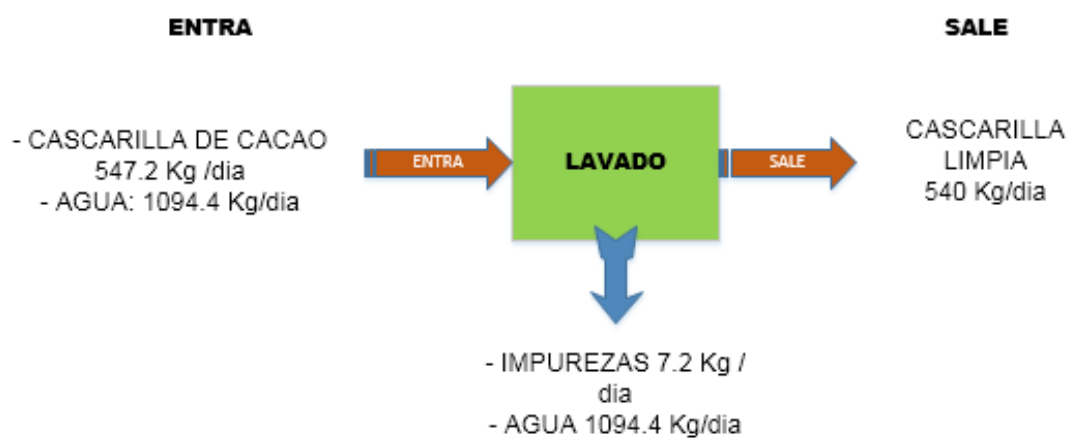 ENTRA
SALE
- CASCARILLA DE CACAO
547.2 Kg /dia
- AGUA: 1094.4 Kg/dia
ENTRA
LAVADO
SALE
CASCARILLA
LIMPIA
540 Kg/dia
- IMPUREZAS 7.2 Kg /
dia
- AGUA 1094.4 Kg/dia